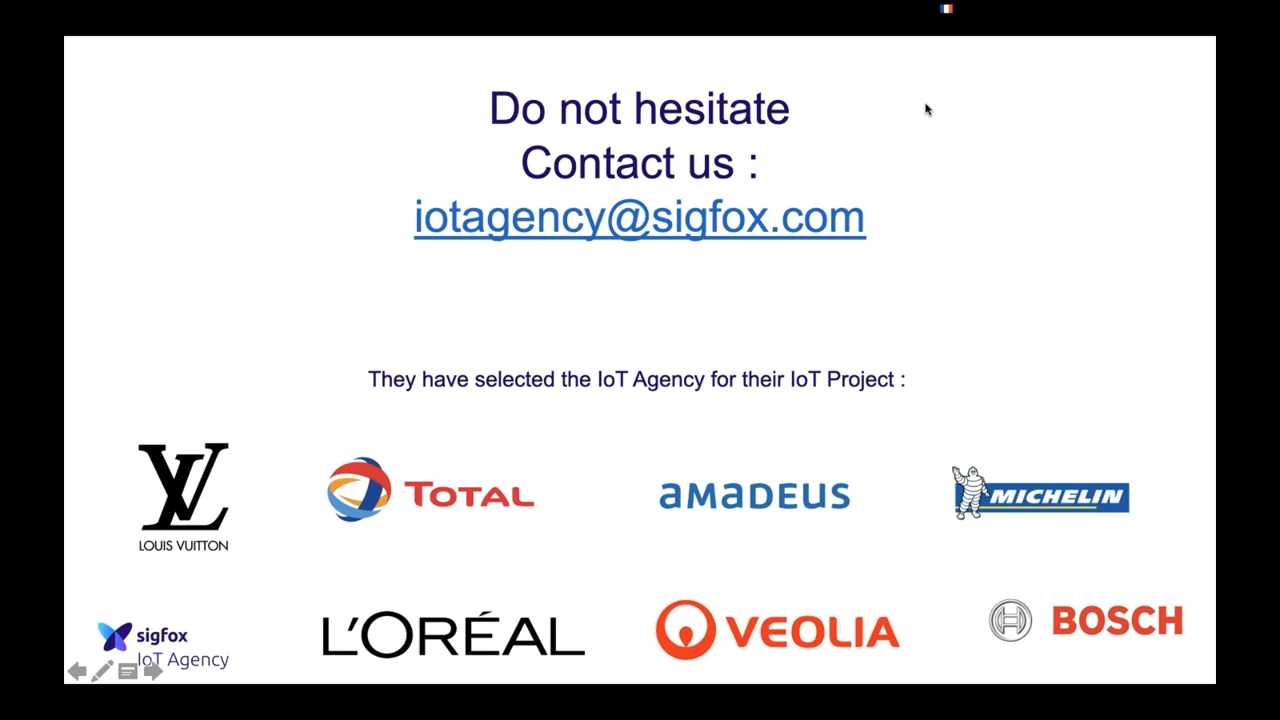 Do not hesitate
Contact us :
iotagency@sigfox.com
They have selected the IoT Agency for their IoT Project :
LV
LOUIS VUITTON
TOTAL
aMaDEUS
MICHELIN
sigfox
IoT Agency
L'ORÉAL
VEOLIA
BOSCH